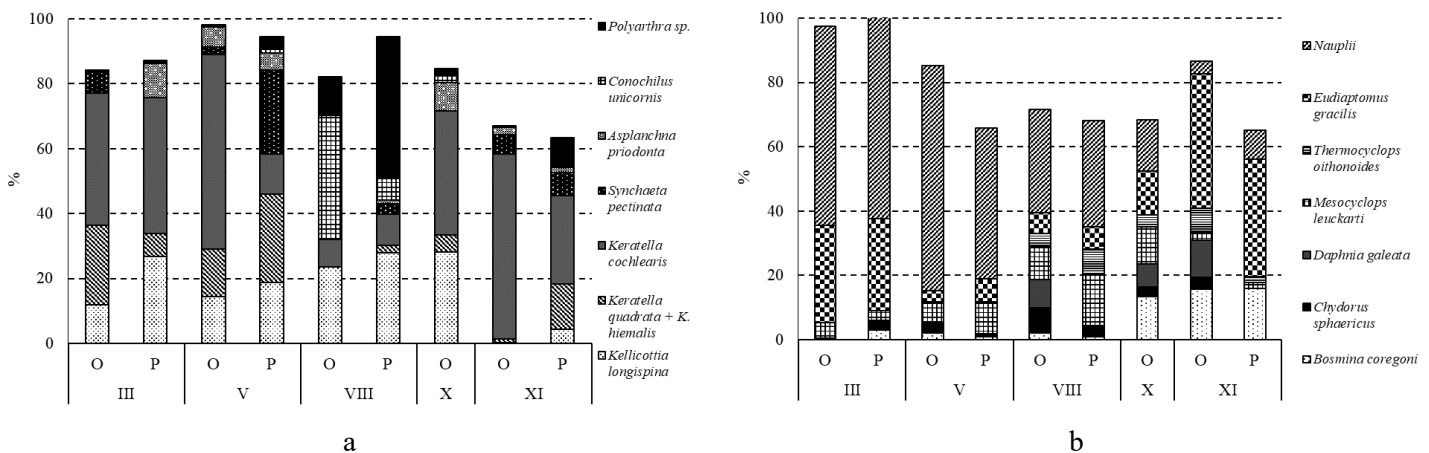 100
80
60
40
20
0
%
O P O P O P O O P
III V VIII X XI
Polyarthra sp.
Conochilus
unicornis
Asplanchna
priodonta
Synchaeta
pectinata
Keratella
cochlearis
Keratella
quadrata + K.
hiemalis
Kellicottia
longispina
a
100
80
60
40
20
0
%
O P O P O P O O P
III V VIII X XI
Nauplii
Eudiaptomus
gracilis
Thermocyclops
oithonoides
Mesocyclops
leuckarti
Daphnia galeata
Chydorus
sphaericus
Bosmina coregoni
b